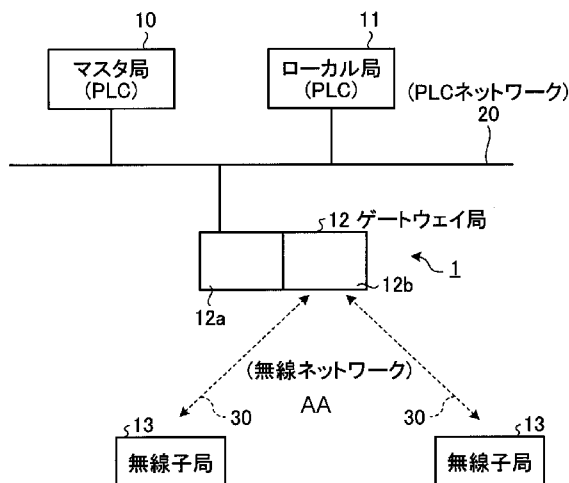 10
マスタ局
(PLC)
11
ローカル局
(PLC)
(PLCネットワーク)
20
12 ゲートウェイ局
1
12a
12b
(無線ネットワーク)
AA
30
30
13
無線子局
13
無線子局